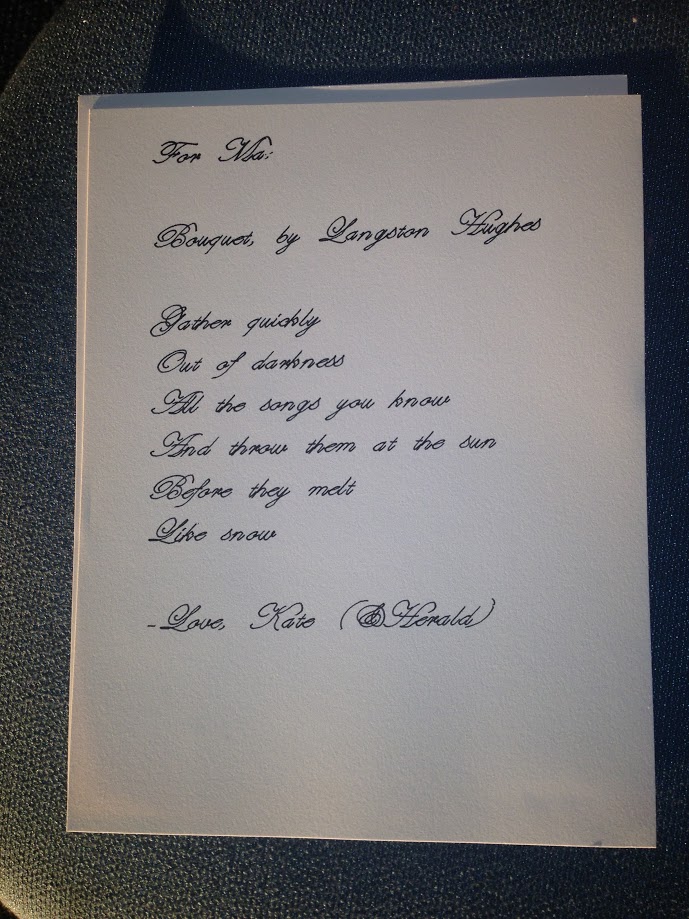 For Ma:
Bouquet, by Langston Hughes
Gather quickly
Out of darkness
All the songs you know
And throw them at the sun
Before they melt
Like snow
-Love, Kate (&Herald)